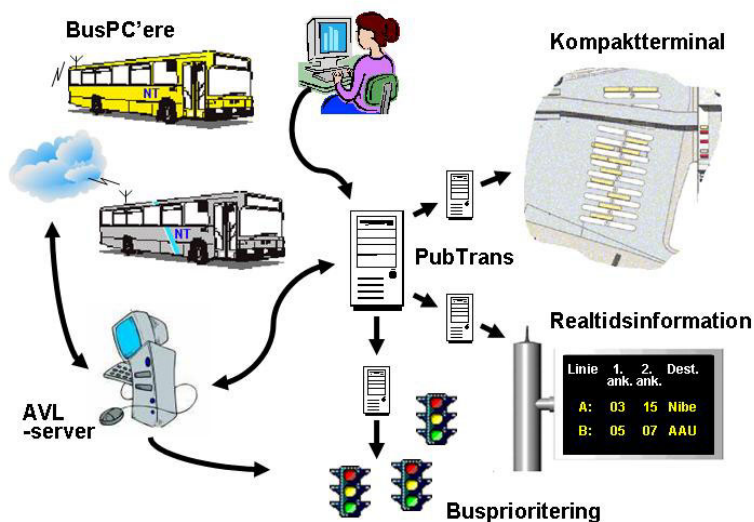 BusPC'ere
NT
NT
Kompaktterminal
PubTrans
Realtidsinformation
Linie 1. 2. Dest.
ank. ank.
A: 03 15 Nibe
B: 05 07 AAU
AVL
-server
Busprioritering